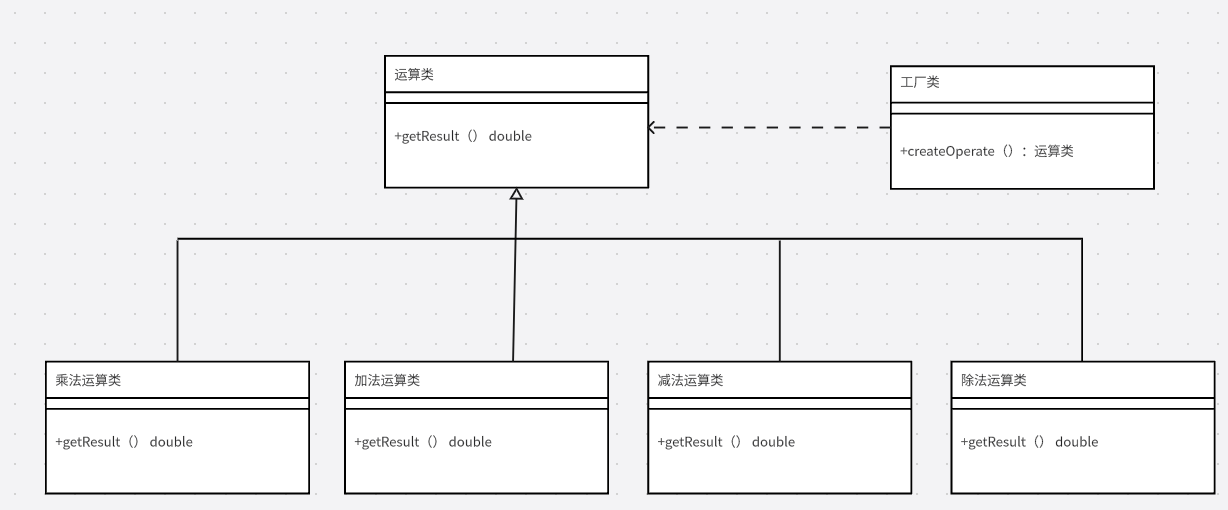 运算类
+getResult（） double
工厂类
+createOperate（）：运算类
乘法运算类
+getResult（） double
加法运算类
+getResult（） double
减法运算类
+getResult（） double
除法运算类
+getResult（） double